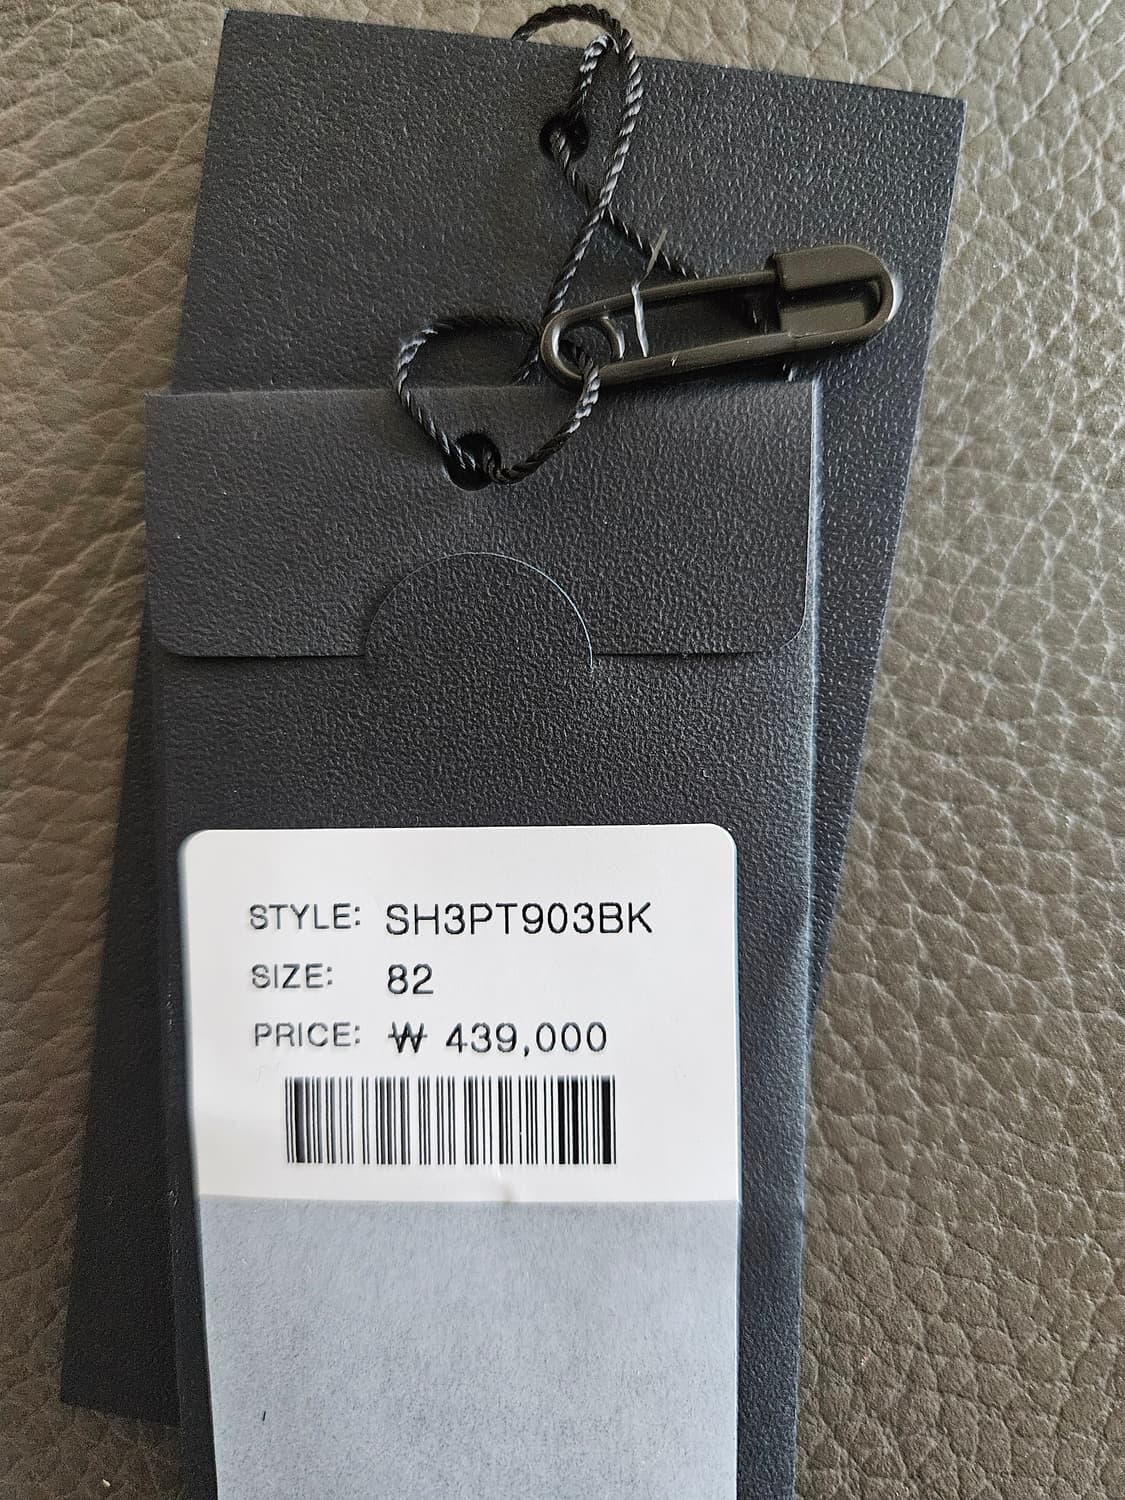 STYLE: SH3PT903BK
SIZE: 82
PRICE: ₩ 439,000